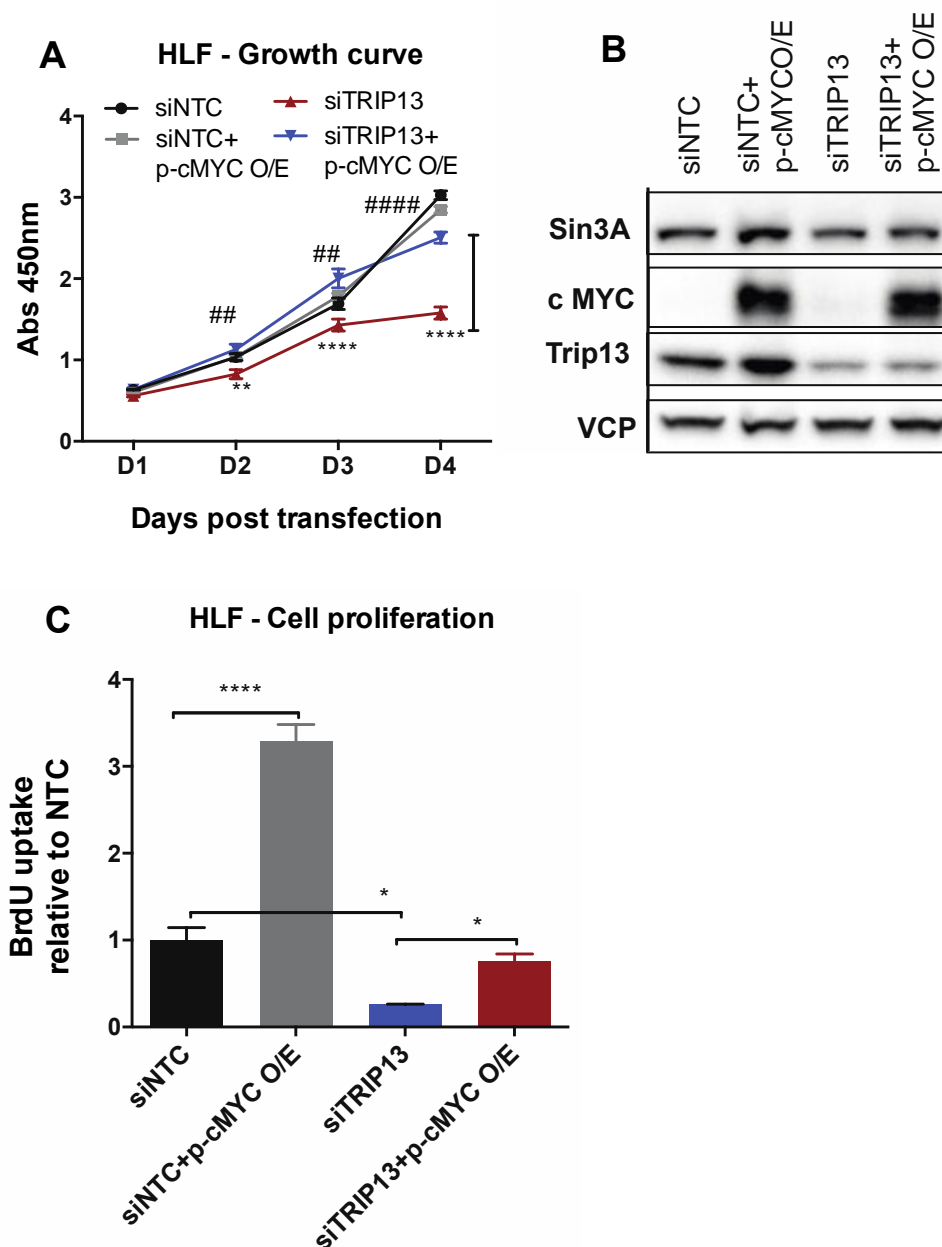 A
HLF - Growth curve
siNTC
siTRIP13
siNTC+
p-cMYC O/E
siTRIP13+
p-cMYC O/E
4
3
2
1
0
Abs 450nm
##
##
####
**
****
****
D1 D2 D3 D4
Days post transfection
B
siNTC
siNTC+
p-cMYCO/E
siTRIP13
siTRIP13+
p-cMYC O/E
Sin3A
c MYC
Trip13
VCP
C
HLF - Cell proliferation
4
3
2
1
0
BrdU uptake
relative to NTC
****
*
*
siNTC
siNTC+p-cMYC O/E
siTRIP13
siTRIP13+p-cMYC O/E